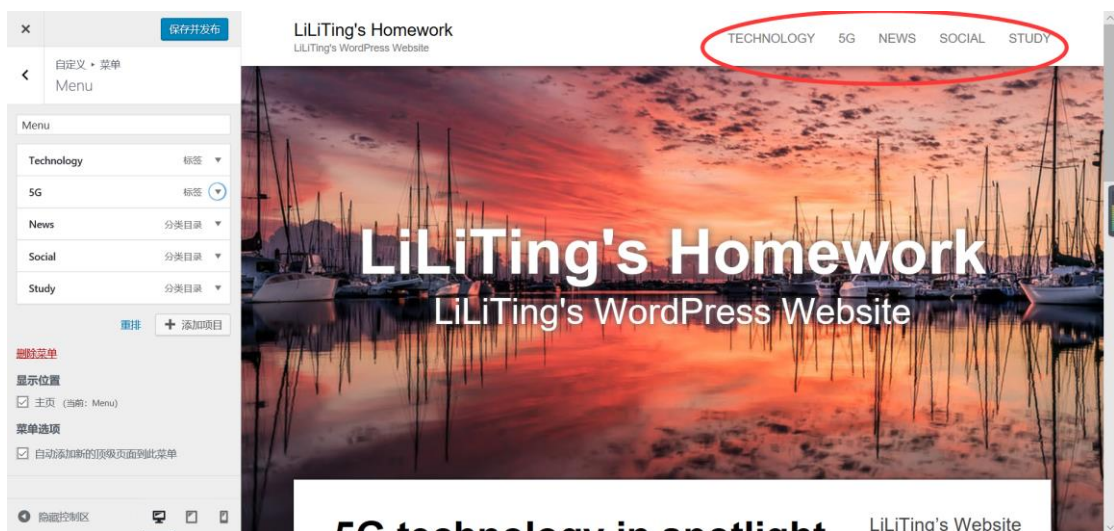 保存并发布
自定义 ▸ 菜单
Menu
Menu
Technology 标签
5G 标签
News 分类目录
Social 分类目录
Study 分类目录
重排 添加项目
删除菜单
显示位置
主页 (当前: Menu)
菜单选项
自动添加新的顶级页面到此菜单
隐藏控制区
LiLiTing's Homework
LiLiTing's WordPress Website
TECHNOLOGY 5G NEWS SOCIAL STUDY
LiLiTing's Homework
LiLiTing's WordPress Website
5G technology in spotlight
LiLiTing's Website